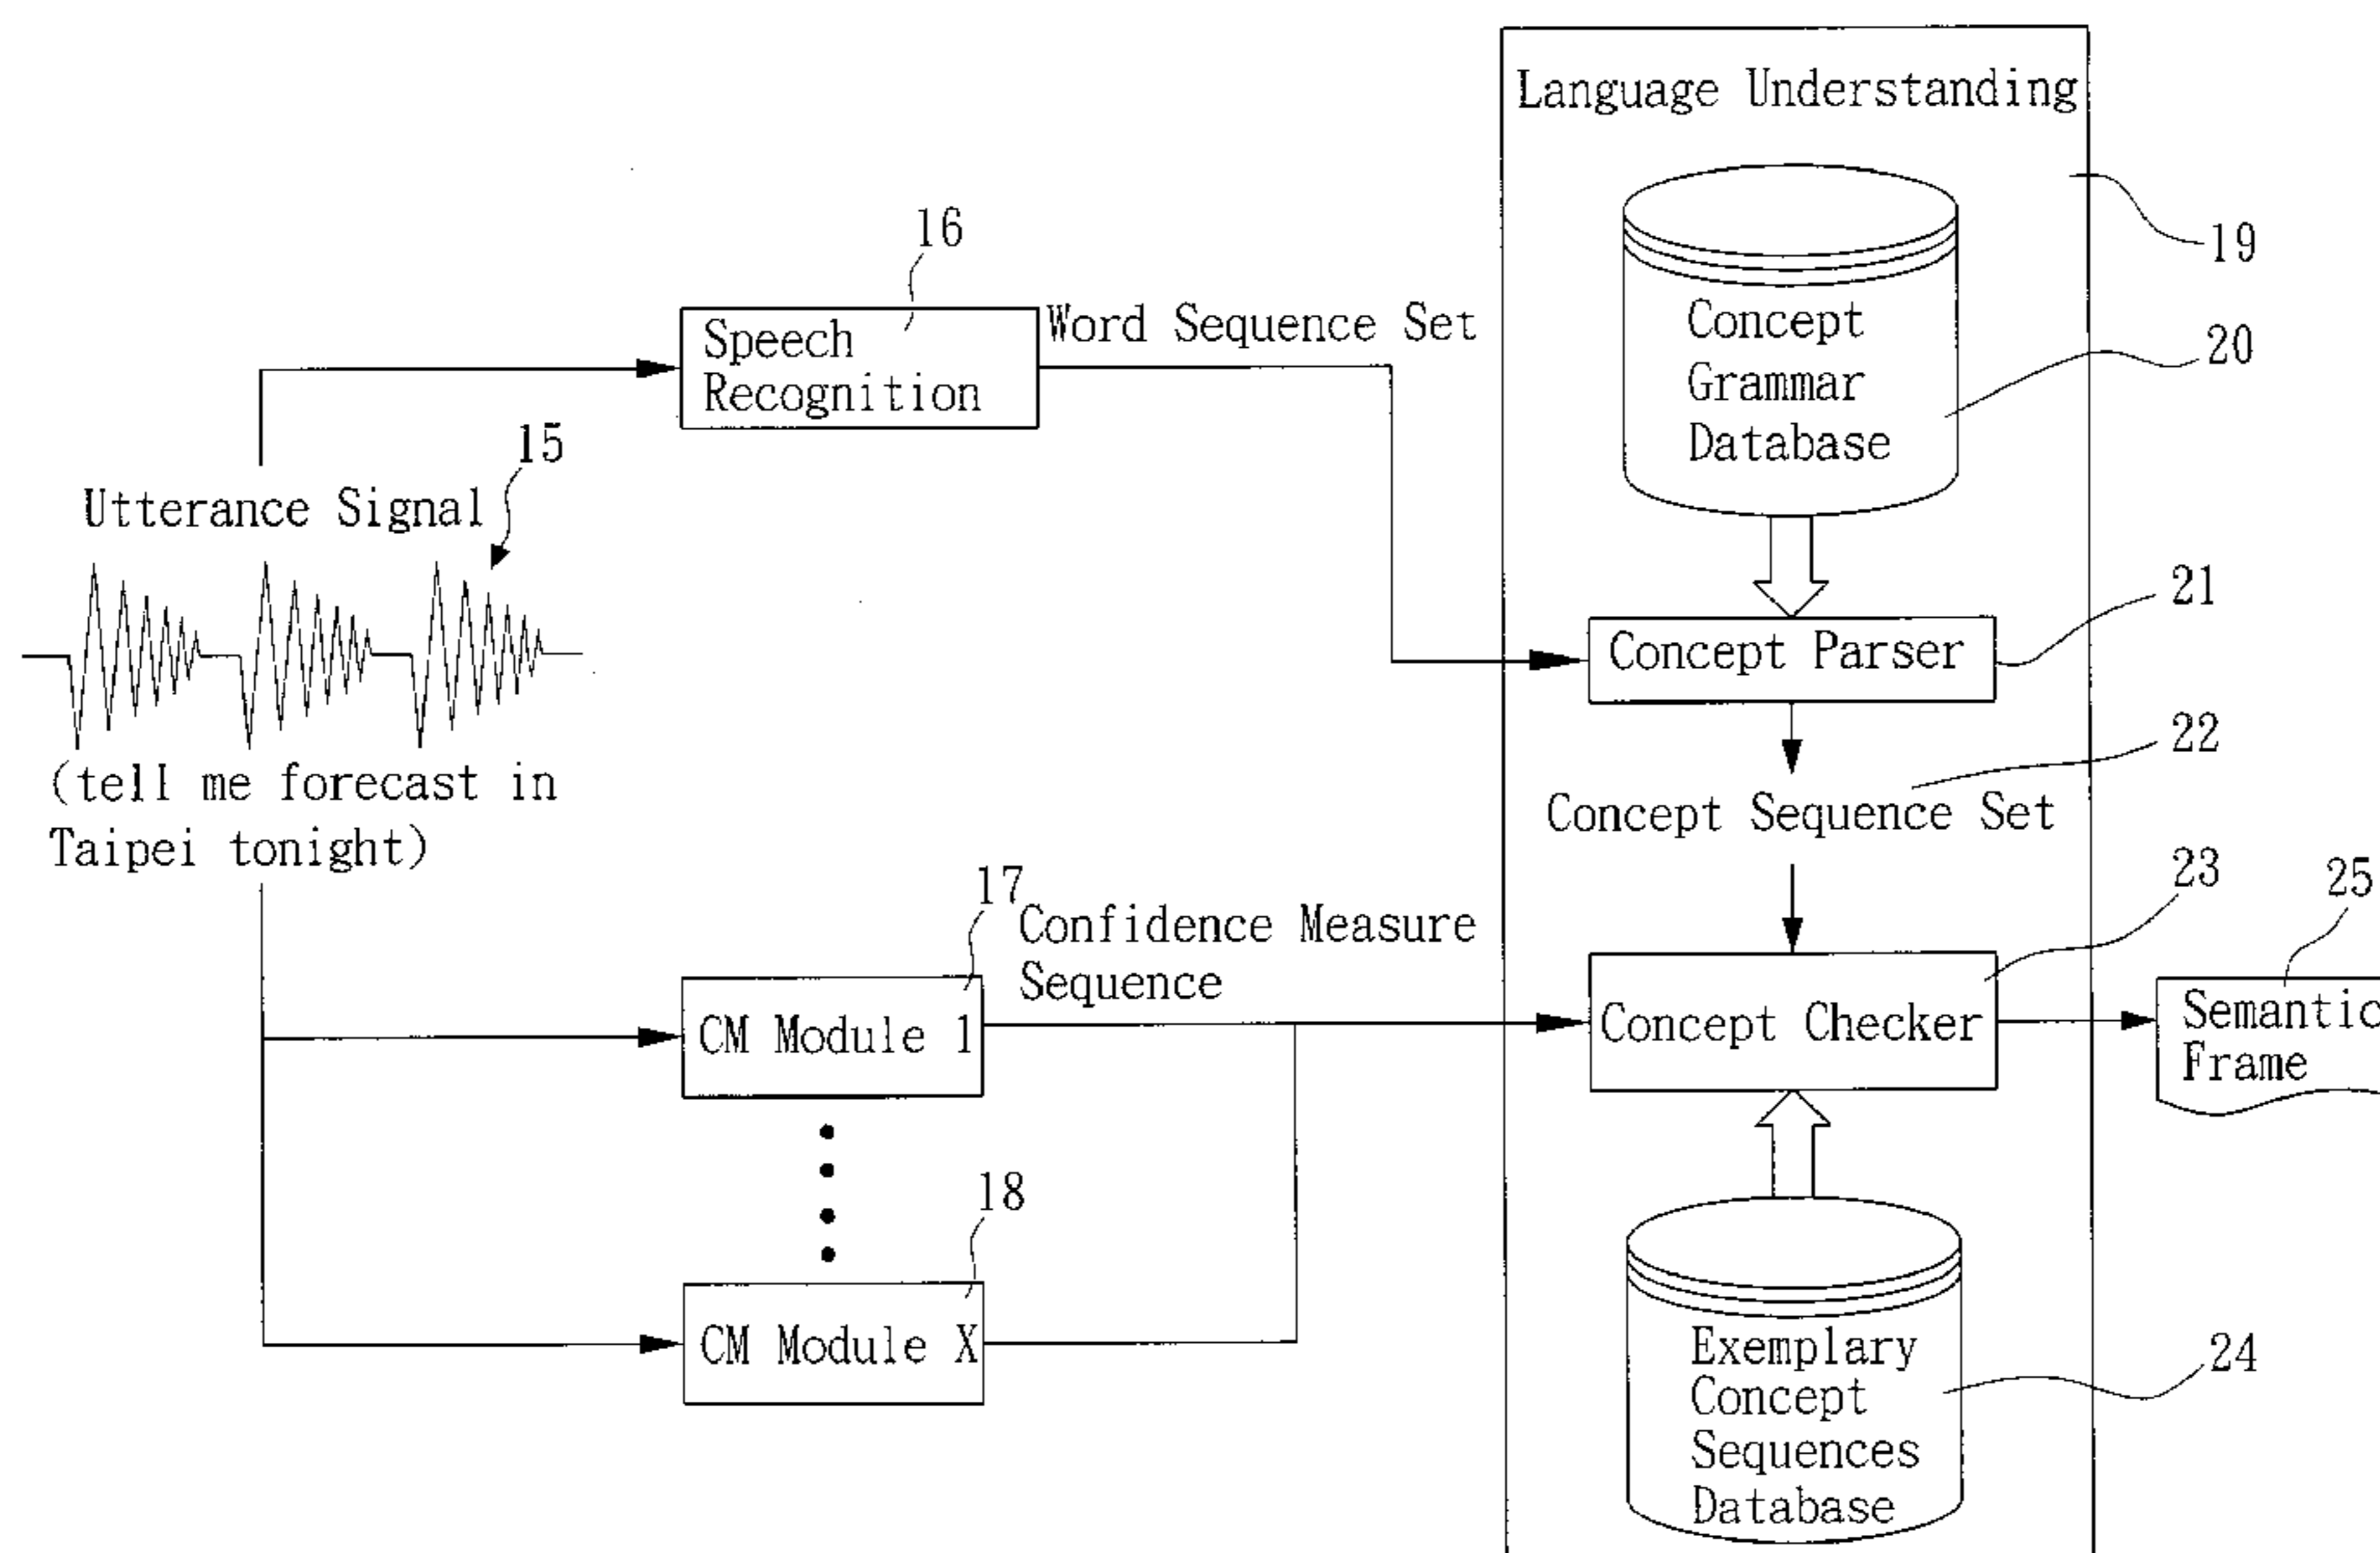 Language Understanding
19
16
Speech
Recognition
Word Sequence Set
Concept
Grammar
Database
20
15
Utterance Signal
(tell me forecast in
Taipei tonight)
21
Concept Parser
22
Concept Sequence Set
17
Confidence Measure
Sequence
CM Module 1
23
Concept Checker
25
Semantic
Frame
18
CM Module X
Exemplary
Concept
Sequences
Database
24